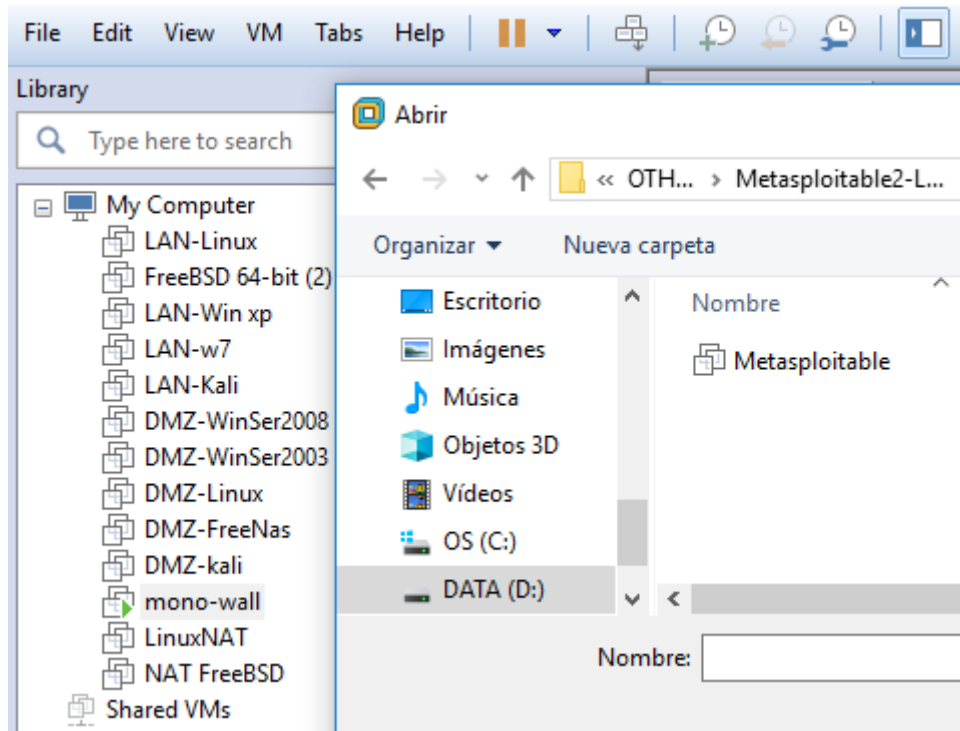 File Edit View VM Tabs Help
Library
Type here to search
My Computer
LAN-Linux
FreeBSD 64-bit (2)
LAN-Win xp
LAN-w7
LAN-Kali
DMZ-WinSer2008
DMZ-WinSer2003
DMZ-Linux
DMZ-FreeNas
DMZ-kali
mono-wall
LinuxNAT
NAT FreeBSD
Shared VMs
Abrir
« OTH... › Metasploitable2-L...
Organizar Nueva carpeta
Escritorio
Imágenes
Música
Objetos 3D
Vídeos
OS (C:)
DATA (D:)
Nombre
Metasploitable
Nombre: